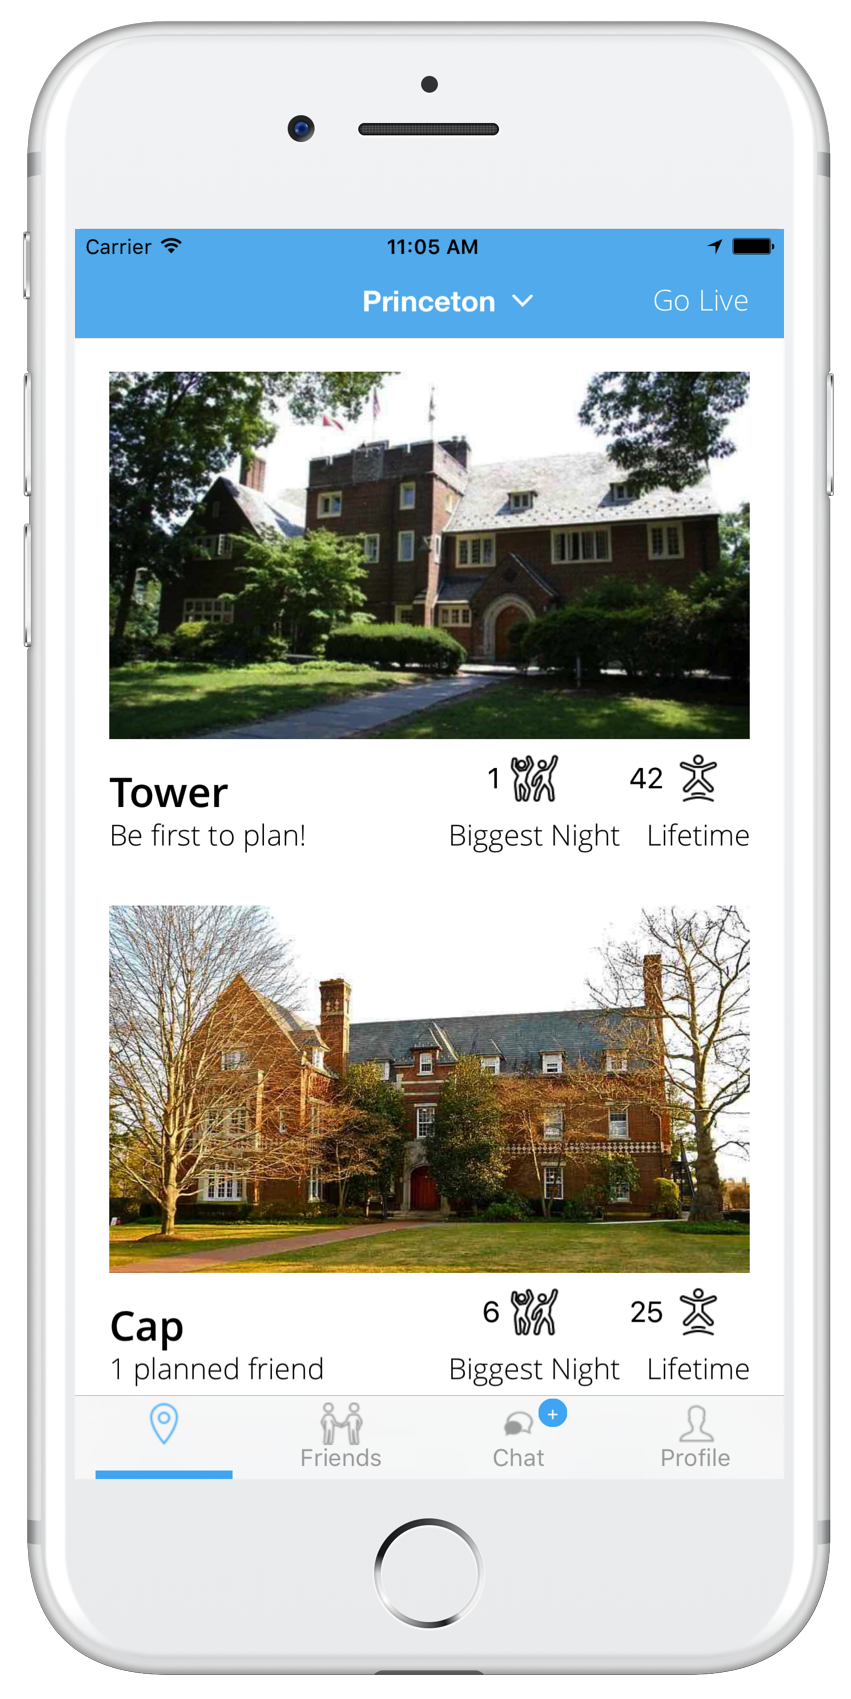 Carrier 11:05 AM
Princeton Go Live
1 42
Tower
Be first to plan! Biggest Night Lifetime
6 25
Cap
1 planned friend Biggest Night Lifetime
+
Friends Chat Profile